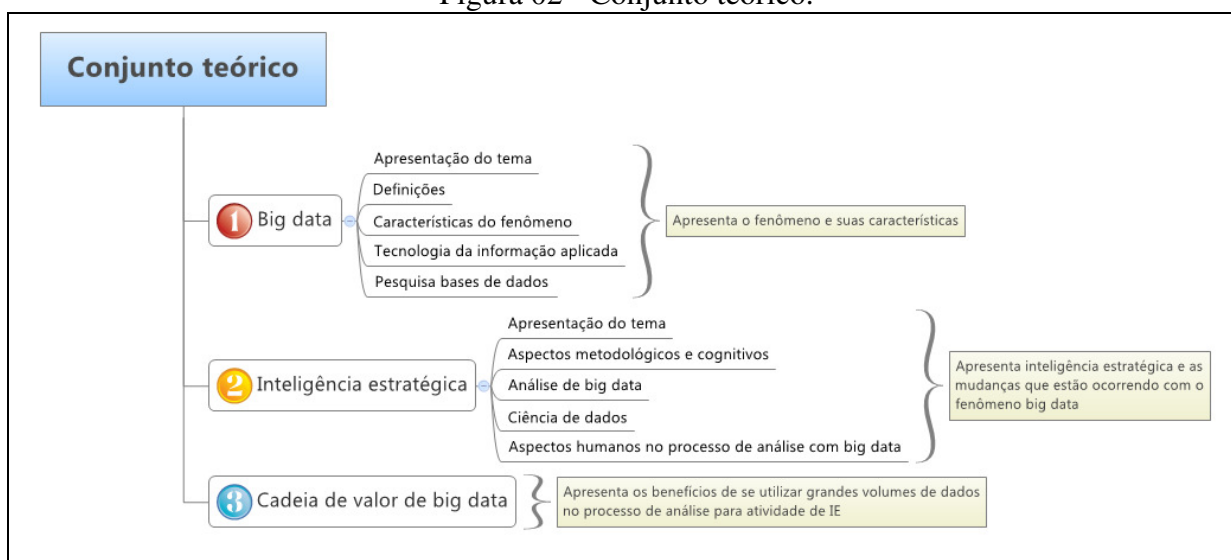 Figura 02 - Conjunto teórico.
Conjunto teórico
1 Big data
Apresentação do tema
Definições
Características do fenômeno
Tecnologia da informação aplicada
Pesquisa bases de dados
Apresenta o fenômeno e suas características
2 Inteligência estratégica
Apresentação do tema
Aspectos metodológicos e cognitivos
Análise de big data
Ciência de dados
Aspectos humanos no processo de análise com big data
Apresenta inteligência estratégica e as
mudanças que estão ocorrendo com o
fenômeno big data
3 Cadeia de valor de big data
Apresenta os benefícios de se utilizar grandes volumes de dados
no processo de análise para atividade de IE